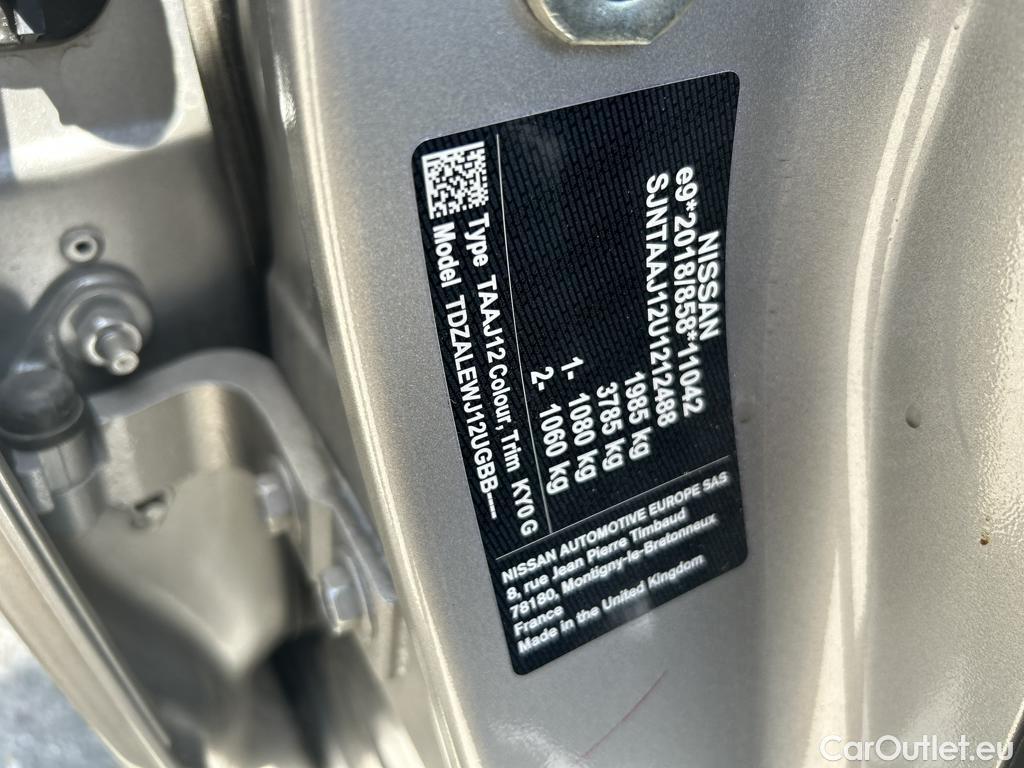 NISSAN
e9*2018/858*11042
SJNTAAJ12U1212488
1985 kg
3785 kg
1- 1080 kg
2- 1060 kg
Type TAAJ12 Colour, Trim KY0 G
Model TDZALEWJ12UGBB-----
NISSAN AUTOMOTIVE EUROPE SAS
8, rue Jean Pierre Timbaud
78180, Montigny-le-Bretonneux
France
Made in the United Kingdom
CarOutlet.eu